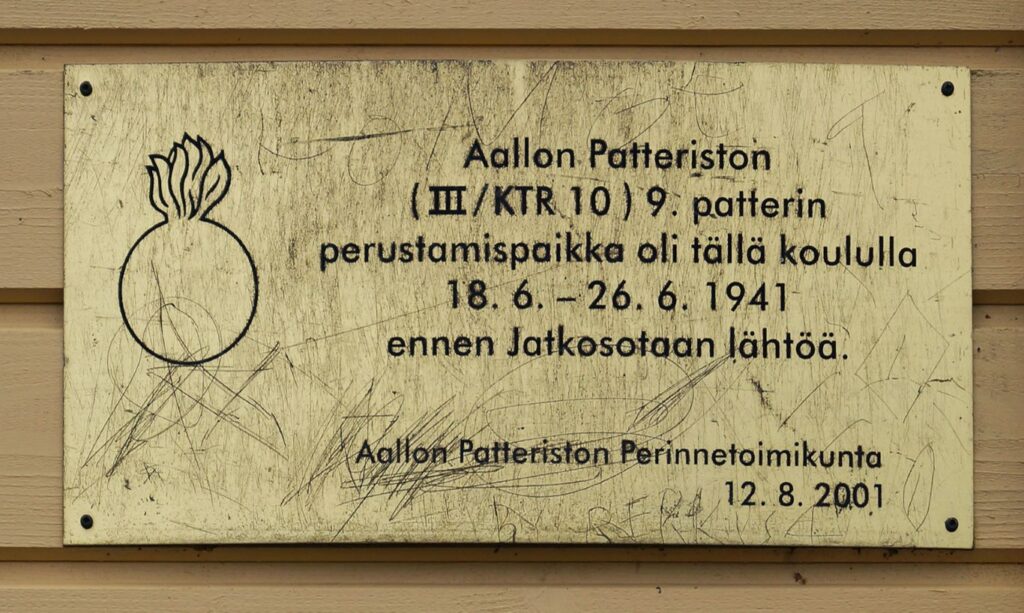 Aallon Patteriston
(III/KTR 10) 9. patterin
perustamispaikka oli tällä koululla
18. 6. – 26. 6. 1941
ennen Jatkosotaan lähtöä.
Aallon Patteriston Perinnetoimikunta
12. 8. 2001